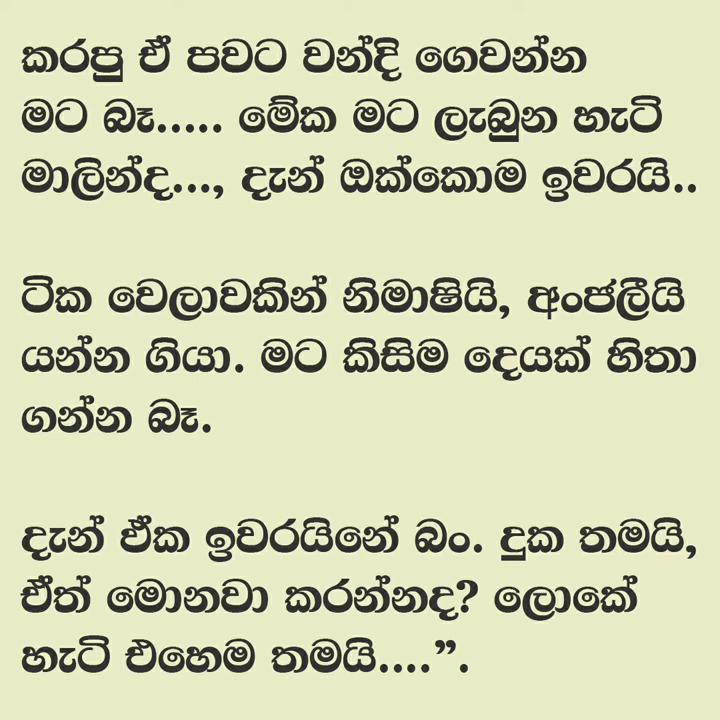 කරපු ඒ පවට වන්දි ගෙවන්න
මට බෑ..... මේක මට ලැබුන හැටි
මාලින්ද..., දැන් ඔක්කොම ඉවරයි..
ටික වෙලාවකින් නිමාෂියි, අංජලීයි
යන්න ගියා. මට කිසිම දෙයක් හිතා
ගන්න බෑ.
දැන් ඒක ඉවරයිනේ බං. දුක තමයි,
ඒත් මොනවා කරන්නද? ලොකේ
හැටි එහෙම තමයි....”.